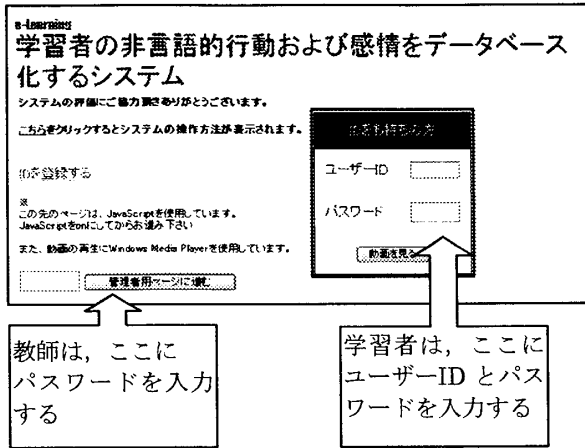 e-Learning
学習者の非言語的行動および感情をデータベース
化するシステム
システムの評価にご協力頂きありがとうございます。
こちらをクリックするとシステムの操作方法が表示されます。
IDをお持ちの方
IDを登録する
ユーザーID
※
この先のページは、JavaScriptを使用しています。
JavaScriptをonにしてからお進み下さい
パスワード
また、動画の再生にWindows Media Playerを使用しています。
動画を見る
管理者用ページに進む
教師は，ここに
パスワードを入力
する
学習者は，ここに
ユーザーID とパス
ワードを入力する